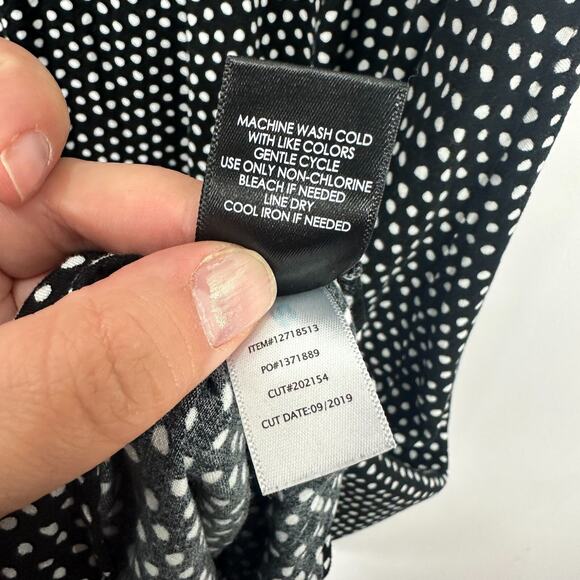 MACHINE WASH COLD
WITH LIKE COLORS
GENTLE CYCLE
USE ONLY NON-CHLORINE
BLEACH IF NEEDED
LINE DRY
COOL IRON IF NEEDED
ITEM#12718513
PO#1371889
CUT#202154
CUT DATE:09/2019